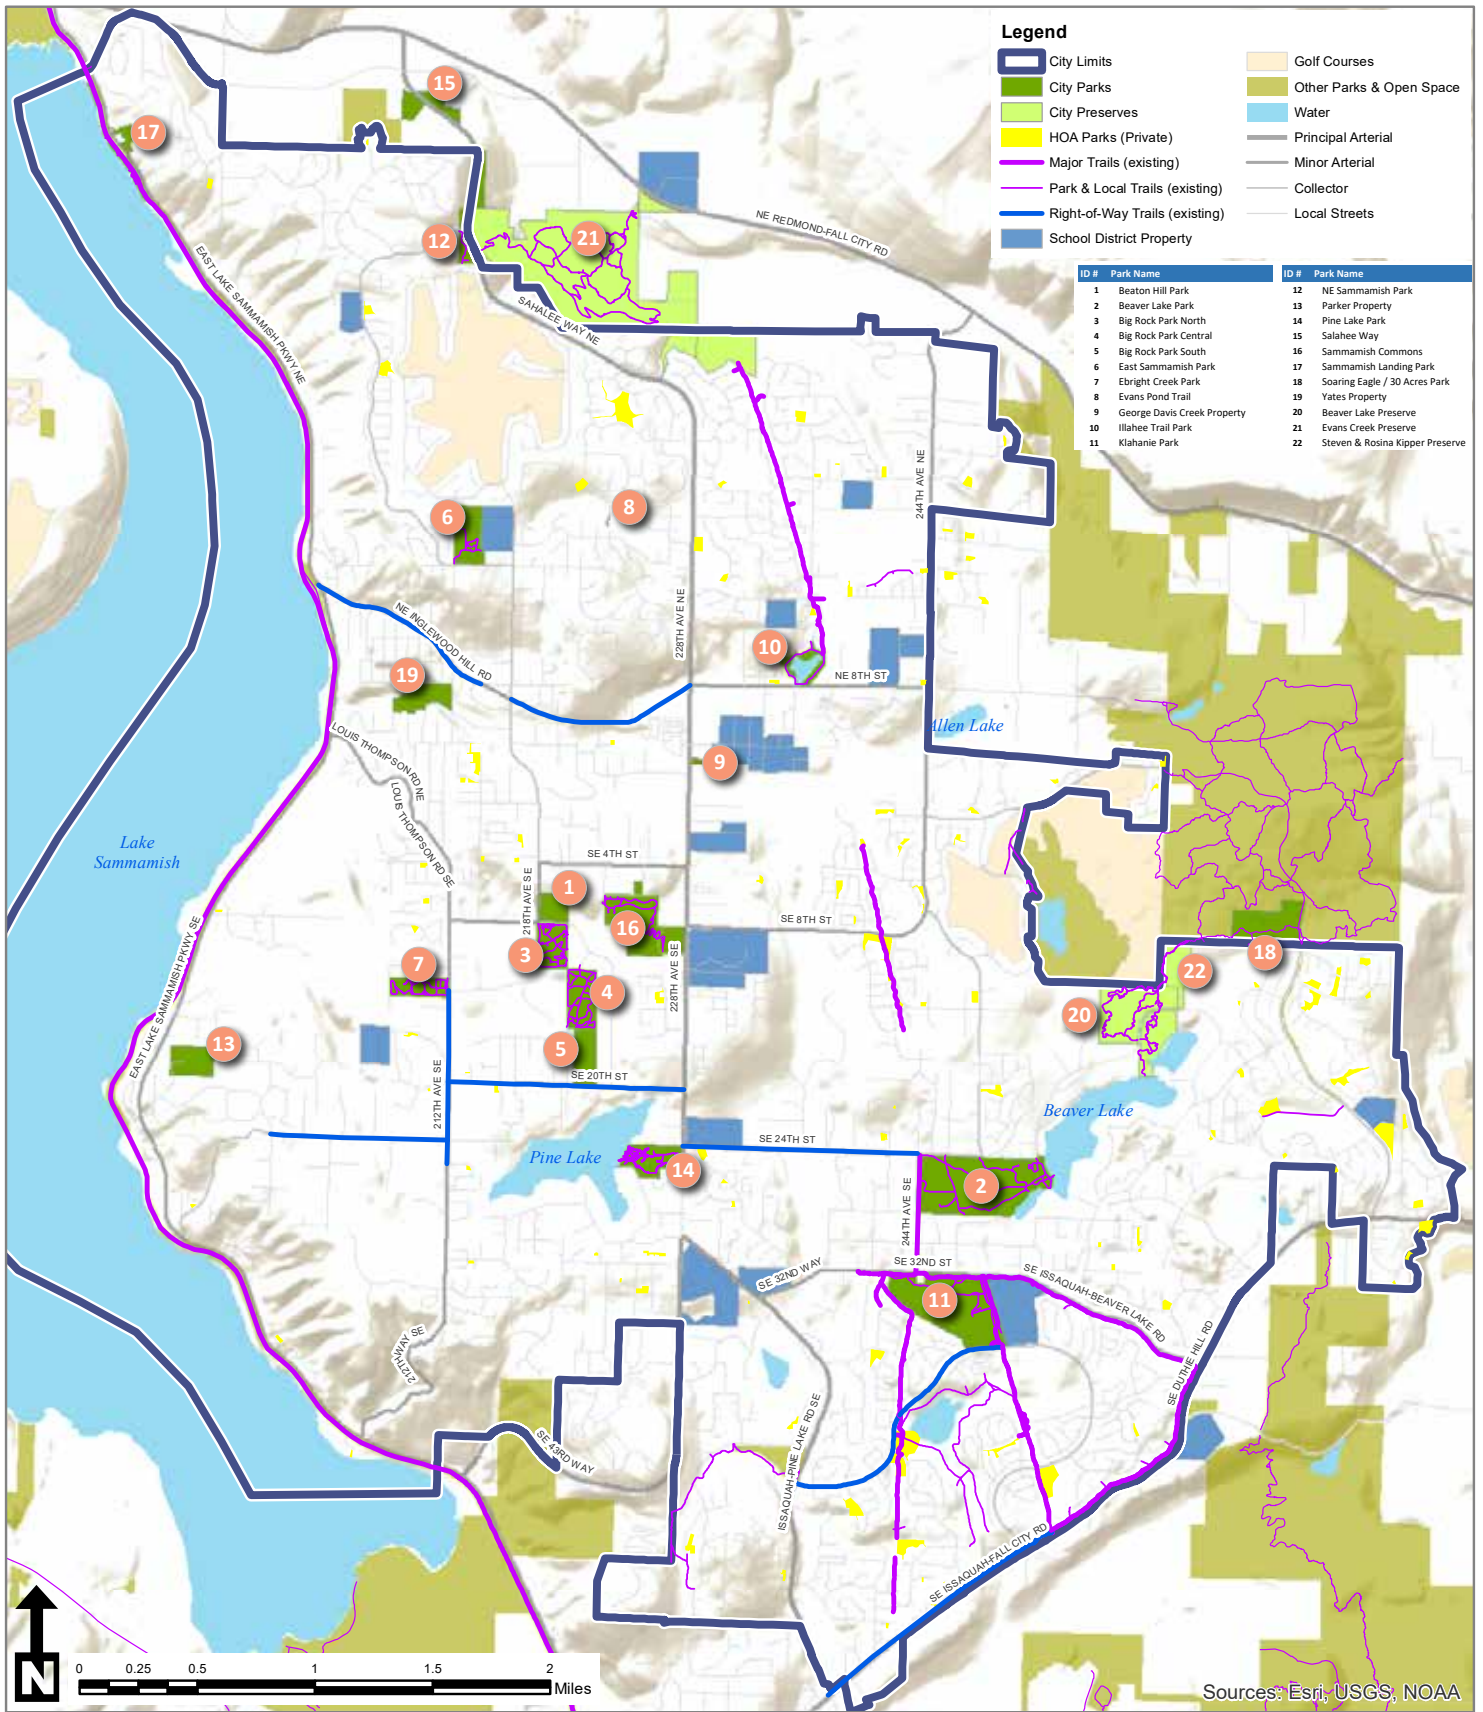 Legend
City Limits
City Parks
City Preserves
HOA Parks (Private)
Major Trails (existing)
Park & Local Trails (existing)
Right-of-Way Trails (existing)
School District Property
Golf Courses
Other Parks & Open Space
Water
Principal Arterial
Minor Arterial
Collector
Local Streets
ID # Park Name
1 Beaton Hill Park
2 Beaver Lake Park
3 Big Rock Park North
4 Big Rock Park Central
5 Big Rock Park South
6 East Sammamish Park
7 Ebright Creek Park
8 Evans Pond Trail
9 George Davis Creek Property
10 Illahee Trail Park
11 Klahanie Park
ID # Park Name
12 NE Sammamish Park
13 Parker Property
14 Pine Lake Park
15 Salahee Way
16 Sammamish Commons
17 Sammamish Landing Park
18 Soaring Eagle / 30 Acres Park
19 Yates Property
20 Beaver Lake Preserve
21 Evans Creek Preserve
22 Steven & Rosina Kipper Preserve
15
17
12
21
NE REDMOND-FALL CITY RD
EAST LAKE SAMMAMISH PKWY NE
SAHALEE WAY NE
244TH AVE NE
6
8
228TH AVE NE
NE INGLEWOOD HILL RD
10
NE 8TH ST
19
Allen Lake
LOUIS THOMPSON RD NE
9
LOUIS THOMPSON RD SE
Lake
Sammamish
SE 4TH ST
218TH AVE SE
1
16
SE 8TH ST
3
18
7
228TH AVE SE
22
4
EAST LAKE SAMMAMISH PKWY SE
20
13
5
SE 20TH ST
212TH AVE SE
Beaver Lake
SE 24TH ST
Pine Lake
14
2
244TH AVE SE
SE 32ND WAY
SE 32ND ST
SE ISSAQUAH-BEAVER LAKE RD
11
212TH WAY SE
SE DUTHIE HILL RD
ISSAQUAH-PINE LAKE RD SE
SE 43RD WAY
SE ISSAQUAH-FALL CITY RD
N
0 0.25 0.5 1 1.5 2
Miles
Sources: Esri, USGS, NOAA